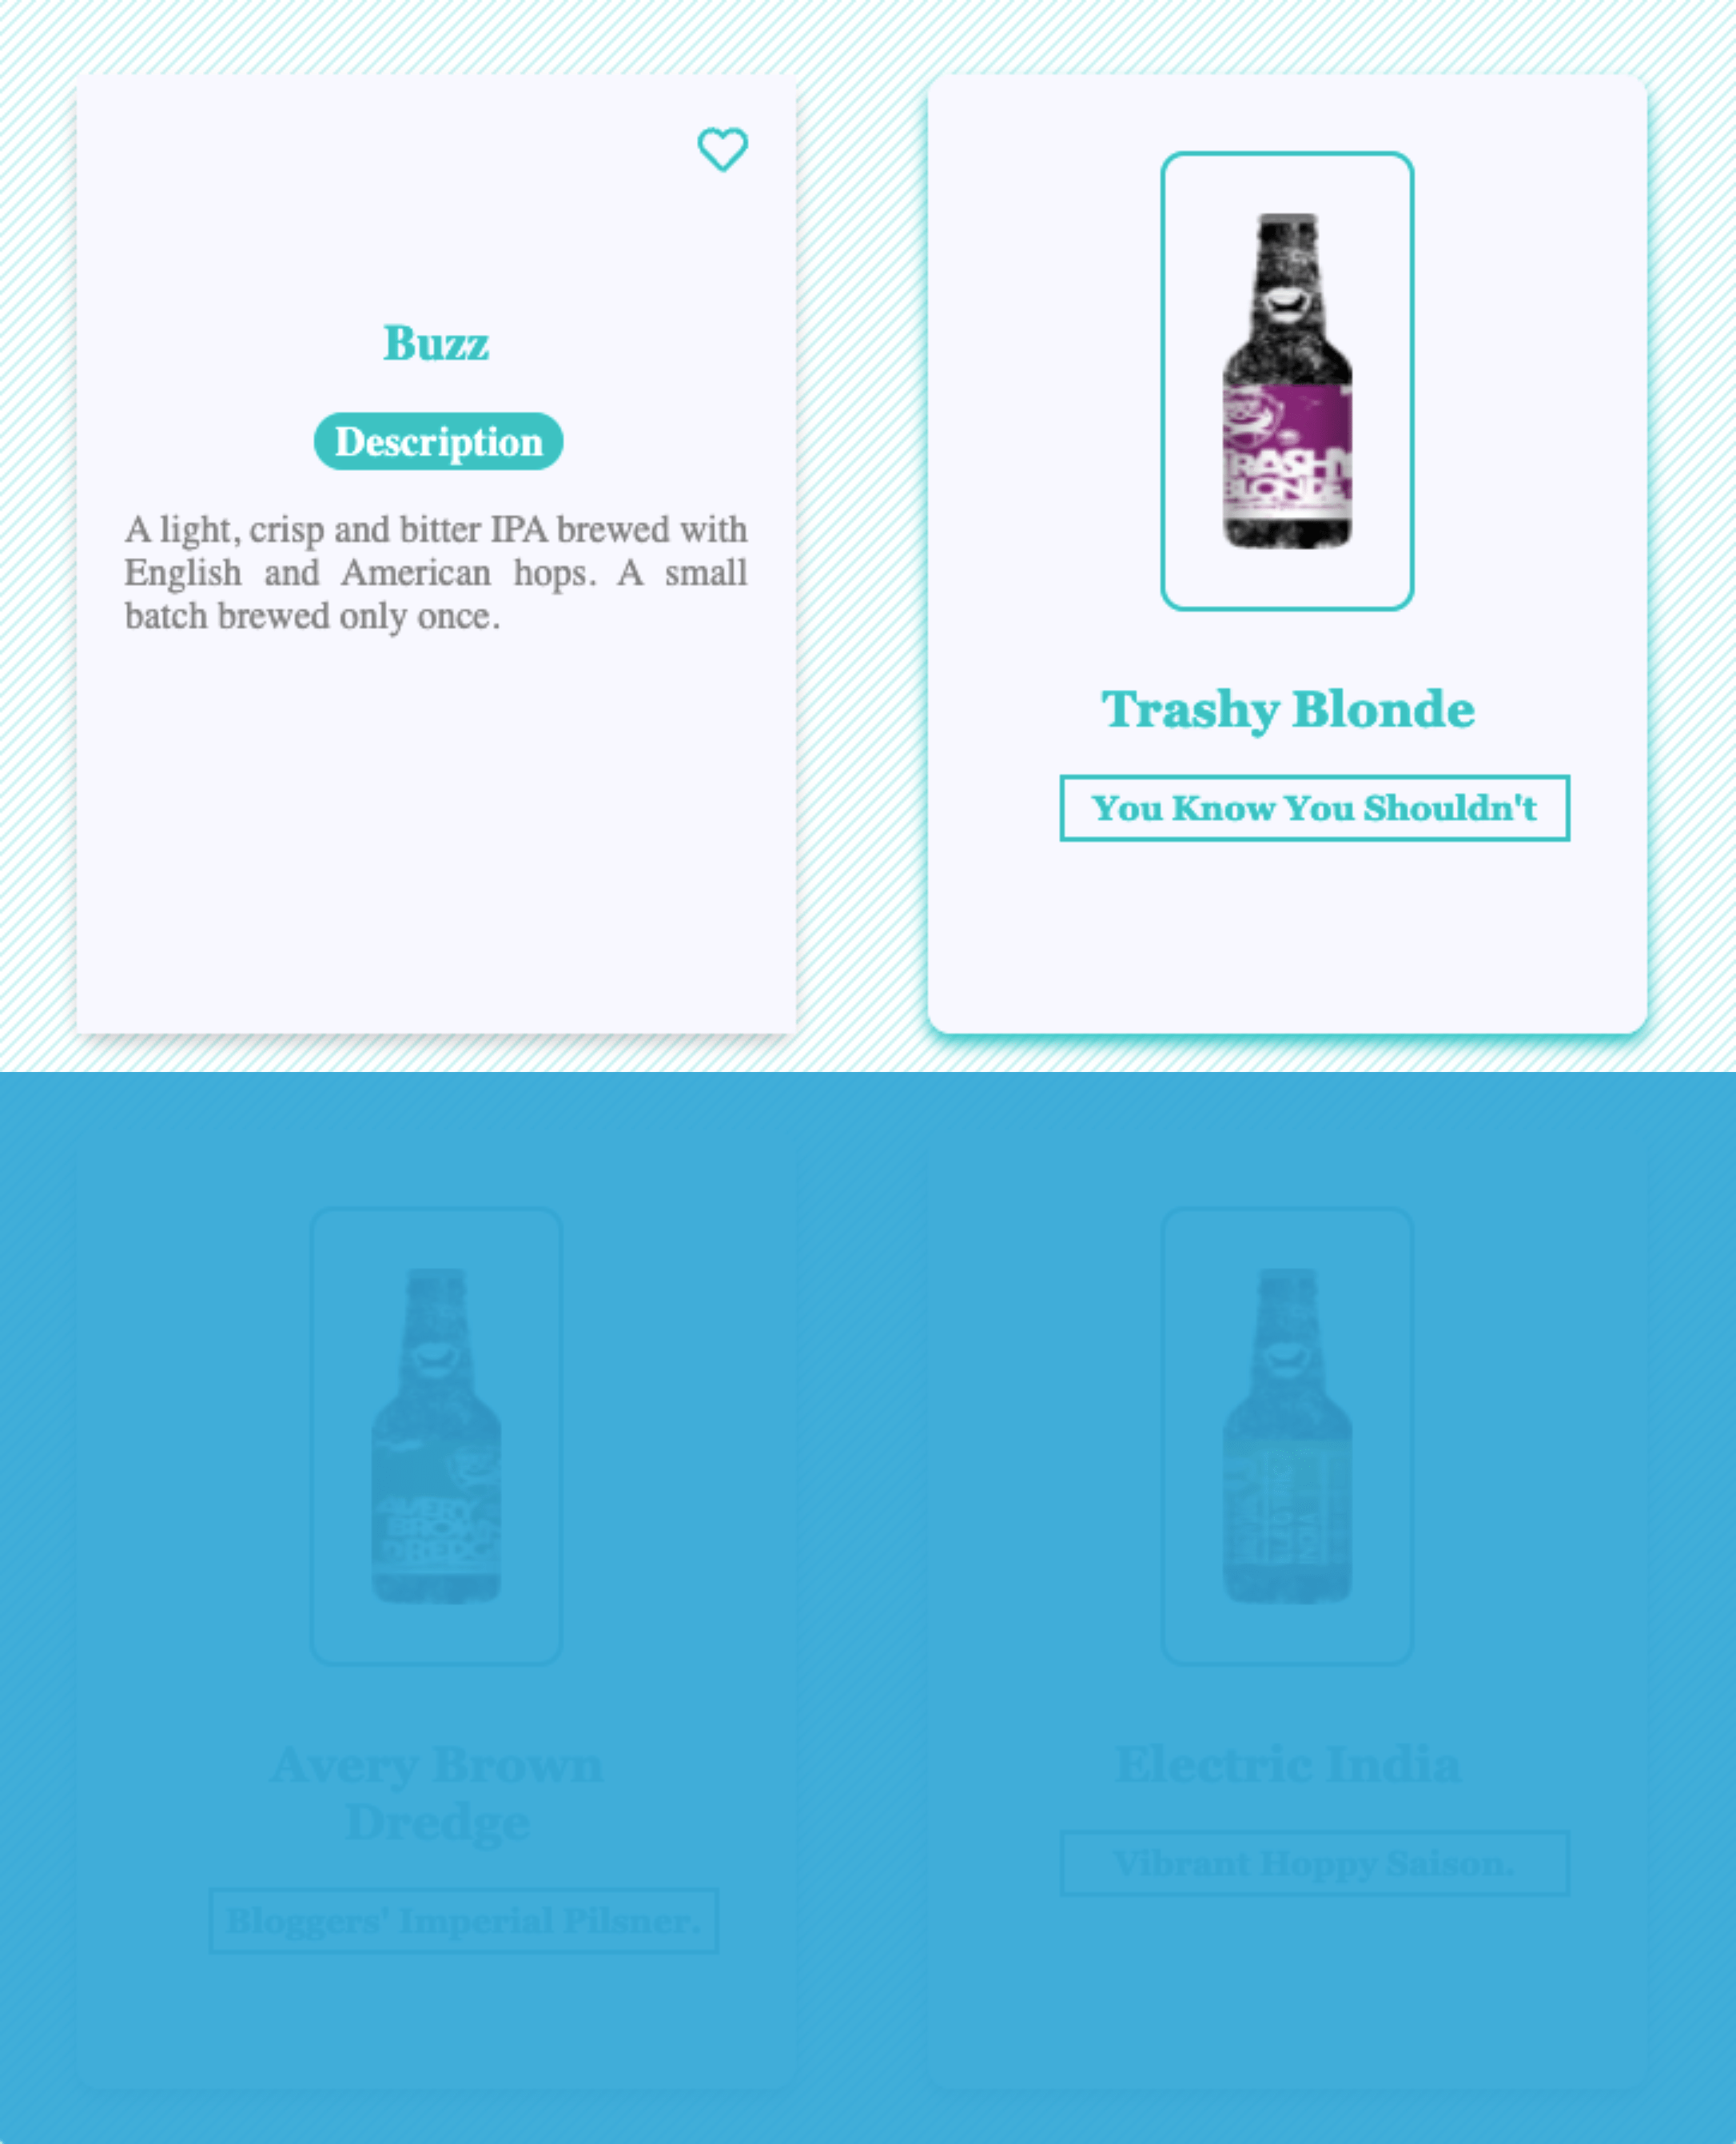 Buzz
Description
A light, crisp and bitter IPA brewed with
English and American hops. A small
batch brewed only once.
TRASHY
BLONDE
Trashy Blonde
You Know You Shouldn't
AVERY
BROWN
DREDGE
INDIA
Avery Brown
Dredge
Bloggers' Imperial Pilsner.
Electric India
Vibrant Hoppy Saison.